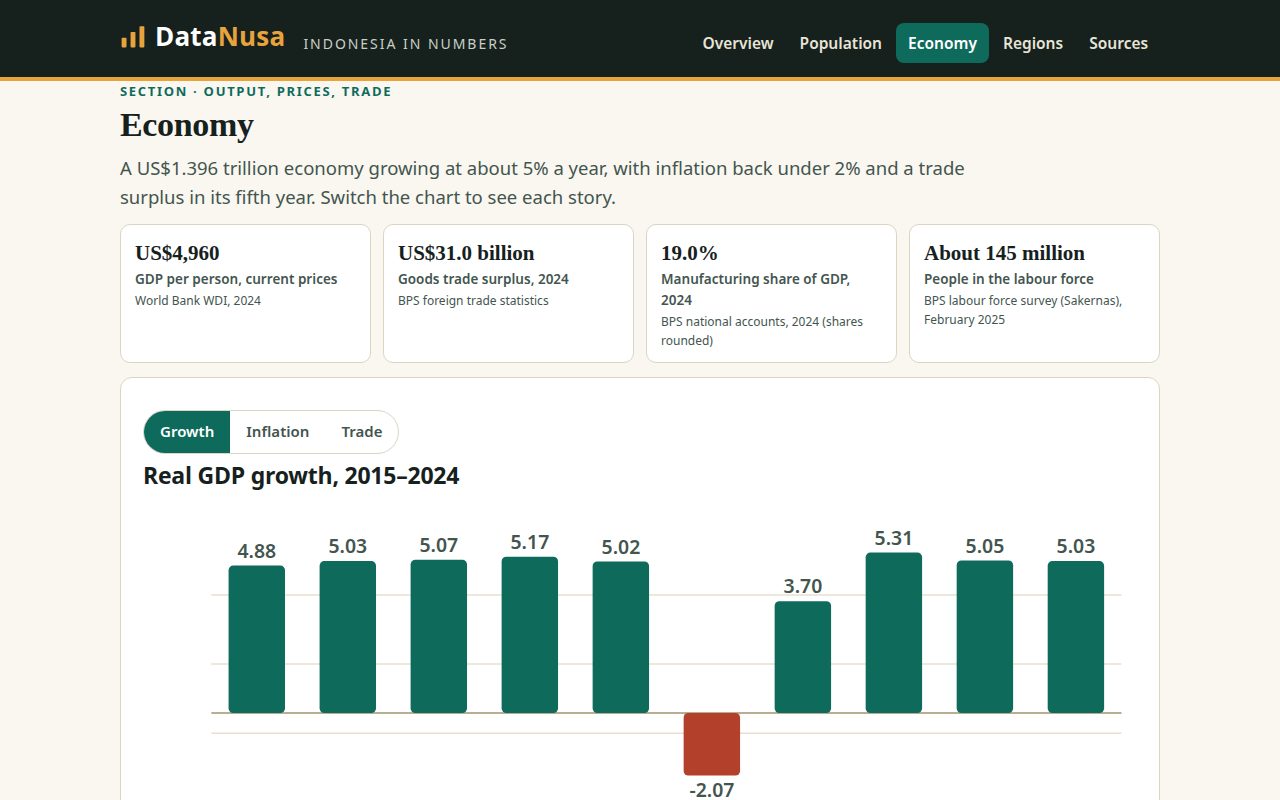 DataNusa INDONESIA IN NUMBERS
Overview Population Economy Regions Sources
SECTION · OUTPUT, PRICES, TRADE
Economy
A US$1.396 trillion economy growing at about 5% a year, with inflation back under 2% and a trade
surplus in its fifth year. Switch the chart to see each story.
US$4,960
GDP per person, current prices
World Bank WDI, 2024
US$31.0 billion
Goods trade surplus, 2024
BPS foreign trade statistics
19.0%
Manufacturing share of GDP,
2024
BPS national accounts, 2024 (shares
rounded)
About 145 million
People in the labour force
BPS labour force survey (Sakernas),
February 2025
Growth Inflation Trade
Real GDP growth, 2015–2024
4.88 5.03 5.07 5.17 5.02 -2.07 3.70 5.31 5.05 5.03